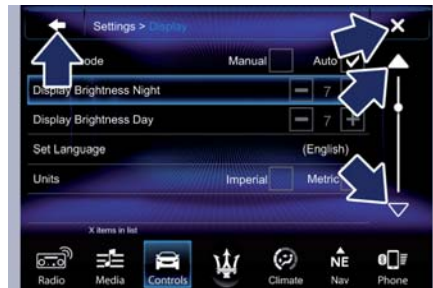 Settings > Display
ode Manual Auto
Display Brightness Night 7
Display Brightness Day 7
Set Language (English)
Units Imperial Metric
X items in list
Radio Media Controls Climate NE Nav Phone